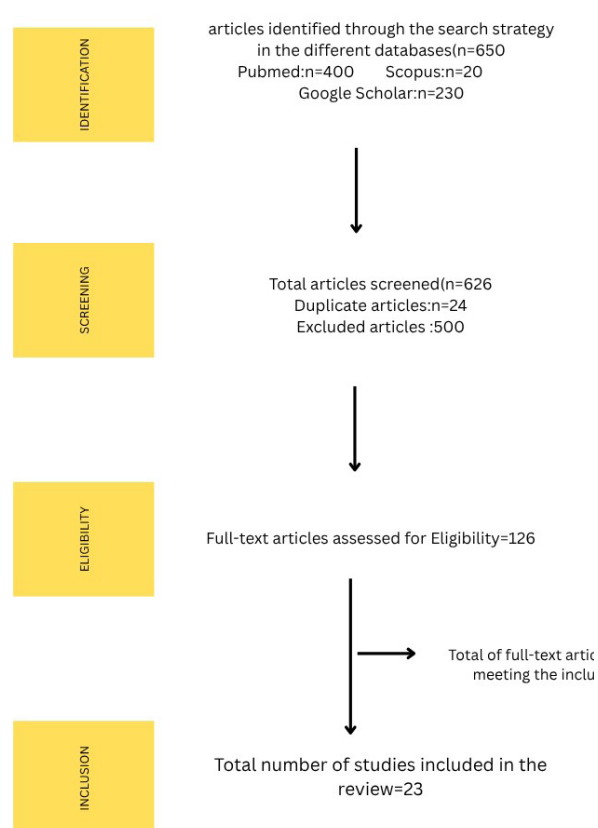 IDENTIFICATION
articles identified through the search strategy
in the different databases(n=650
Pubmed:n=400 Scopus:n=20
Google Scholar:n=230
SCREENING
Total articles screened(n=626
Duplicate articles:n=24
Excluded articles :500
ELIGIBILITY
Full-text articles assessed for Eligibility=126
Total of full-text
meeting the
INCLUSION
Total number of studies included in the
review=23